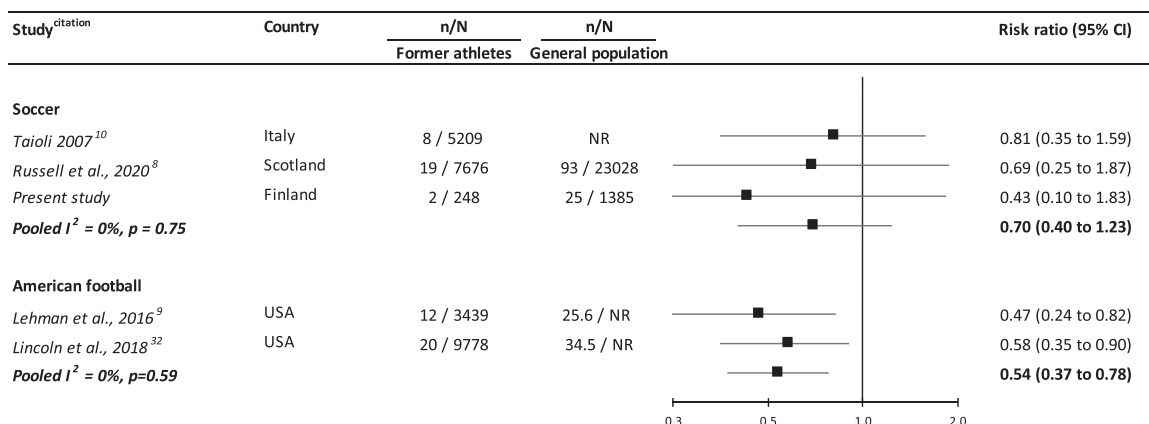 Studycitation Country n/N n/N Risk ratio (95% CI)
Former athletes General population
Soccer
Taioli 2007 10 Italy 8 / 5209 NR 0.81 (0.35 to 1.59)
Russell et al., 2020 8 Scotland 19 / 7676 93 / 23028 0.69 (0.25 to 1.87)
Present study Finland 2 / 248 25 / 1385 0.43 (0.10 to 1.83)
Pooled I 2 = 0%, p = 0.75 0.70 (0.40 to 1.23)
American football
Lehman et al., 2016 9 USA 12 / 3439 25.6 / NR 0.47 (0.24 to 0.82)
Lincoln et al., 2018 32 USA 20 / 9778 34.5 / NR 0.58 (0.35 to 0.90)
Pooled I 2 = 0%, p=0.59 0.54 (0.37 to 0.78)
0.3 0.5 1.0 2.0